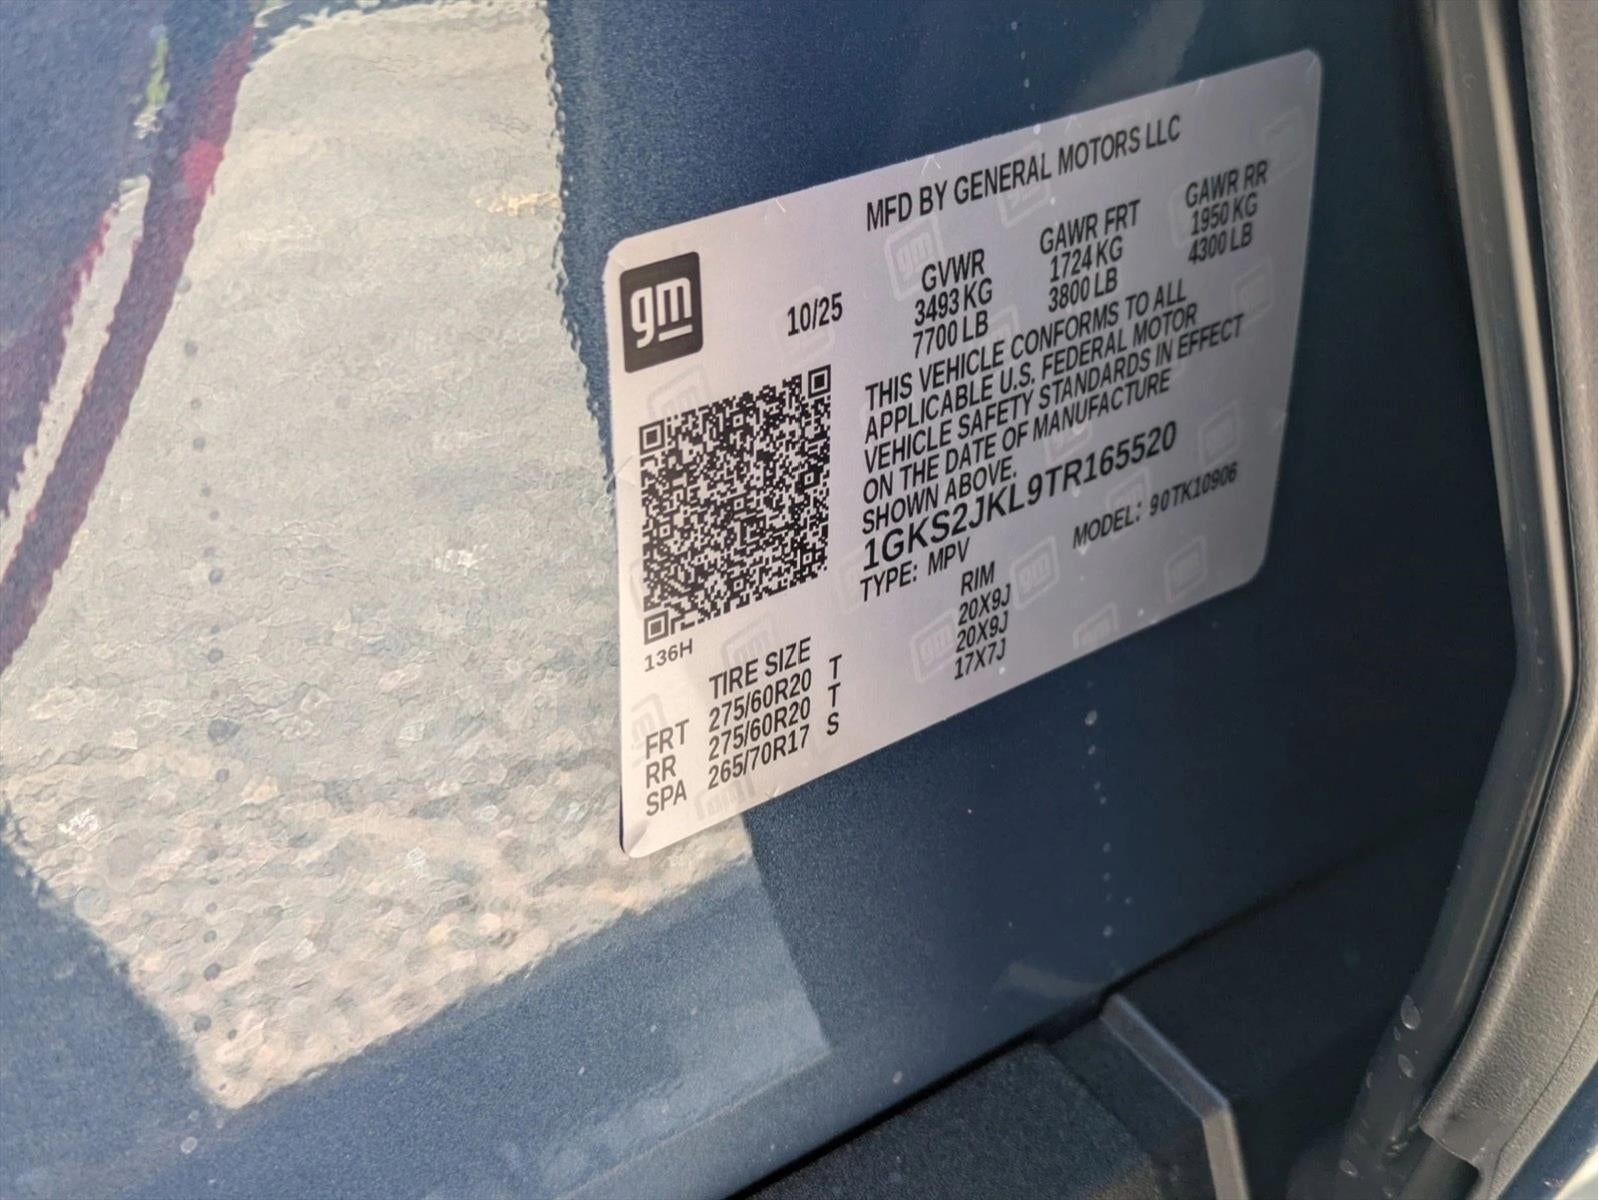 MFD BY GENERAL MOTORS LLC
gm
10/25
GVWR GAWR FRT GAWR RR
3493 KG 1724 KG 1950 KG
7700 LB 3800 LB 4300 LB
THIS VEHICLE CONFORMS TO ALL
APPLICABLE U.S. FEDERAL MOTOR
VEHICLE SAFETY STANDARDS IN EFFECT
ON THE DATE OF MANUFACTURE
SHOWN ABOVE.
1GKS2JKL9TR165520
TYPE: MPV MODEL: 90TK10906
136H
TIRE SIZE RIM
FRT 275/60R20 T 20X9J
RR 275/60R20 T 20X9J
SPA 265/70R17 S 17X7J